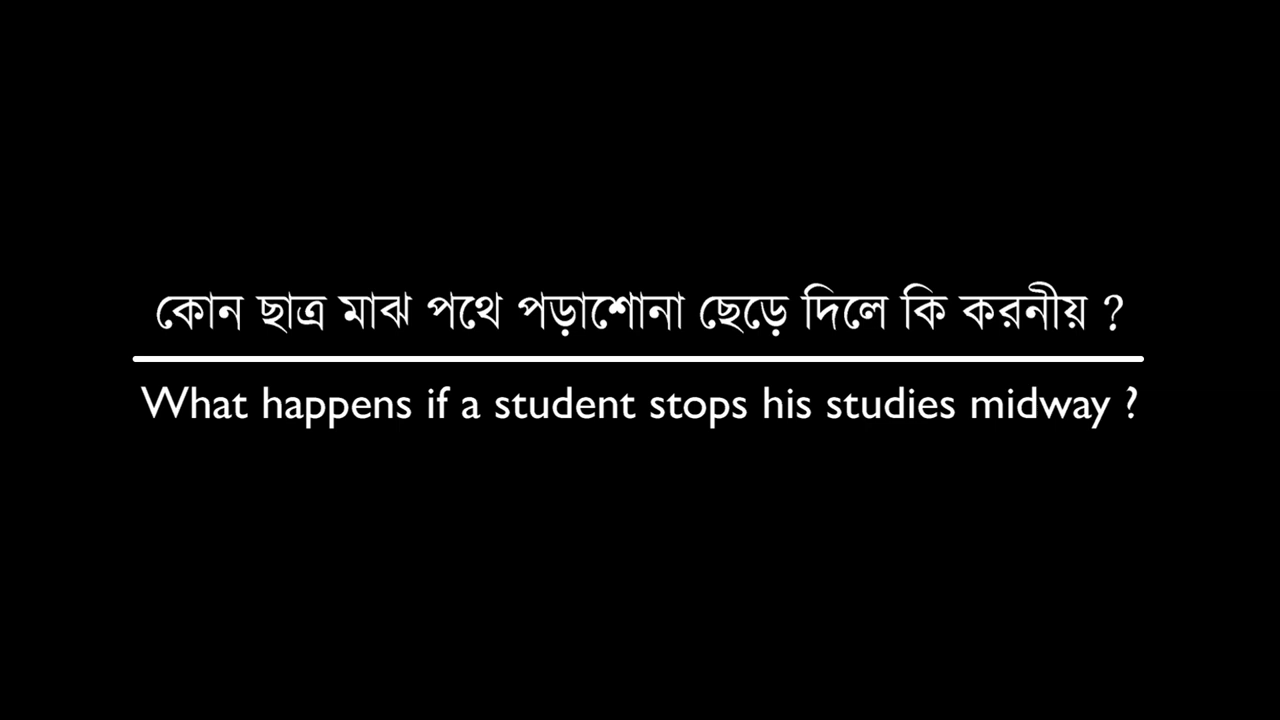 কোন ছাত্র মাঝ পথে পড়াশোনা ছেড়ে দিলে কি করনীয় ?
What happens if a student stops his studies midway ?